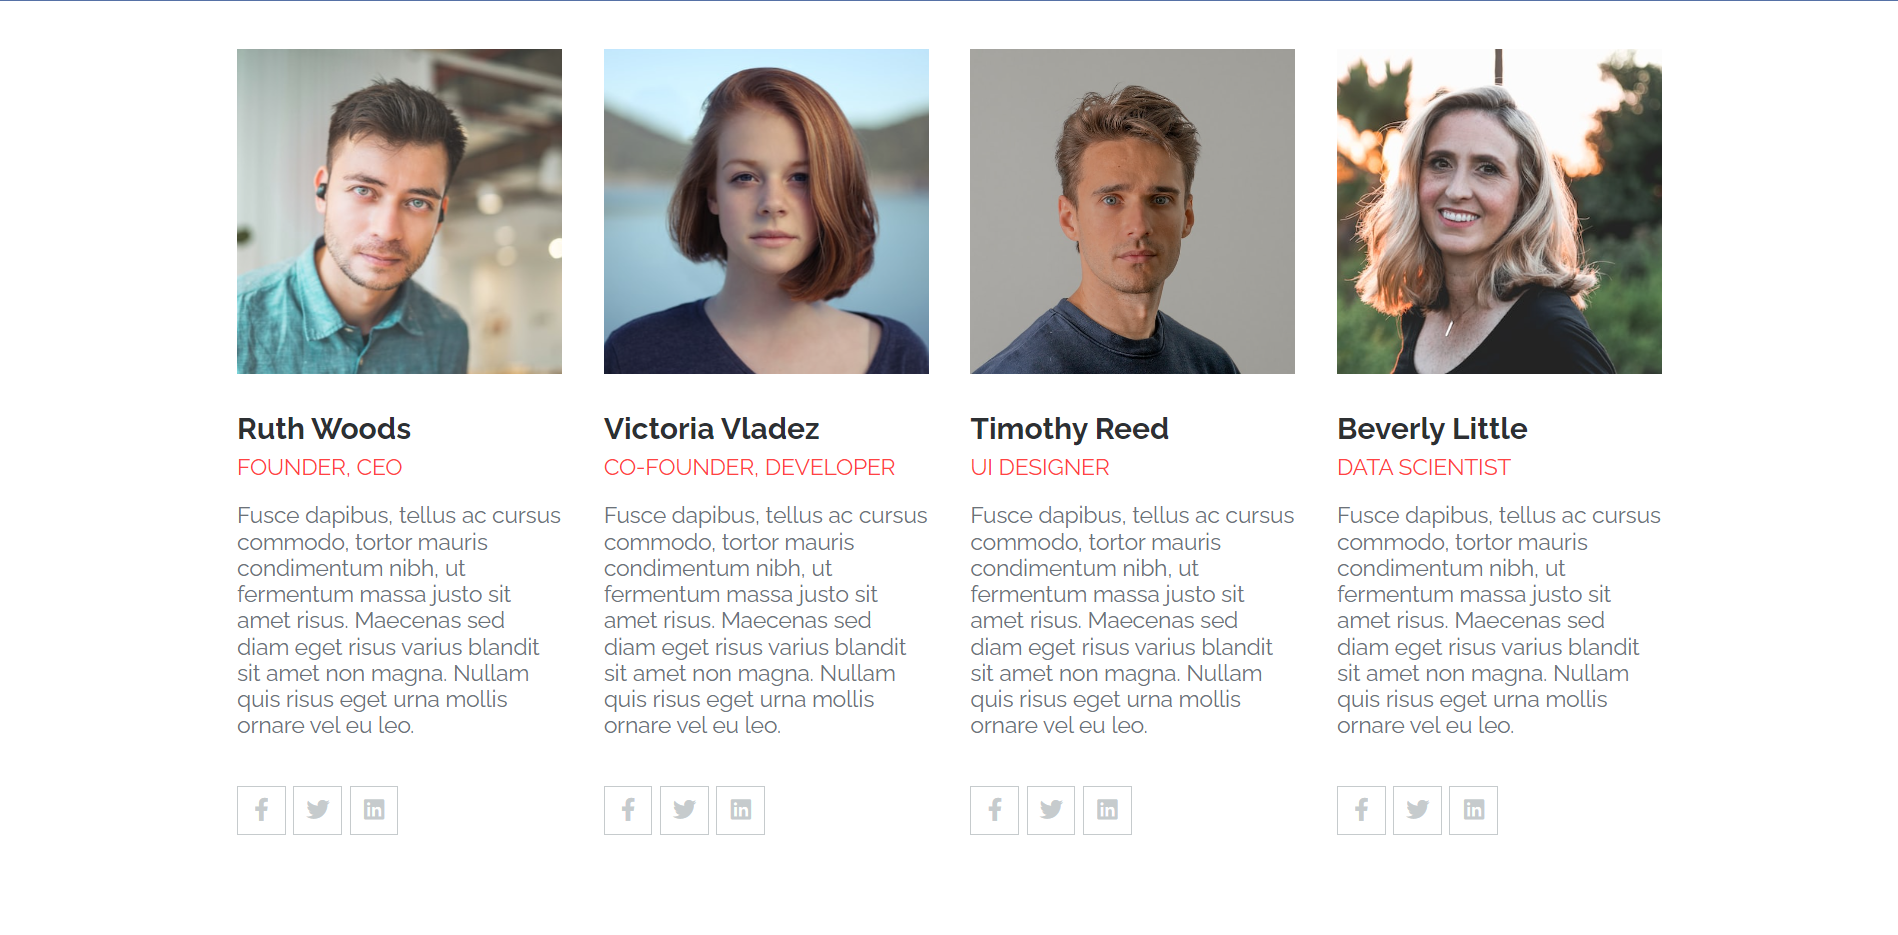 Ruth Woods
FOUNDER, CEO
Fusce dapibus, tellus ac cursus
commodo, tortor mauris
condimentum nibh, ut
fermentum massa justo sit
amet risus. Maecenas sed
diam eget risus varius blandit
sit amet non magna. Nullam
quis risus eget urna mollis
ornare vel eu leo.
Victoria Vladez
CO-FOUNDER, DEVELOPER
Fusce dapibus, tellus ac cursus
commodo, tortor mauris
condimentum nibh, ut
fermentum massa justo sit
amet risus. Maecenas sed
diam eget risus varius blandit
sit amet non magna. Nullam
quis risus eget urna mollis
ornare vel eu leo.
Timothy Reed
UI DESIGNER
Fusce dapibus, tellus ac cursus
commodo, tortor mauris
condimentum nibh, ut
fermentum massa justo sit
amet risus. Maecenas sed
diam eget risus varius blandit
sit amet non magna. Nullam
quis risus eget urna mollis
ornare vel eu leo.
Beverly Little
DATA SCIENTIST
Fusce dapibus, tellus ac cursus
commodo, tortor mauris
condimentum nibh, ut
fermentum massa justo sit
amet risus. Maecenas sed
diam eget risus varius blandit
sit amet non magna. Nullam
quis risus eget urna mollis
ornare vel eu leo.